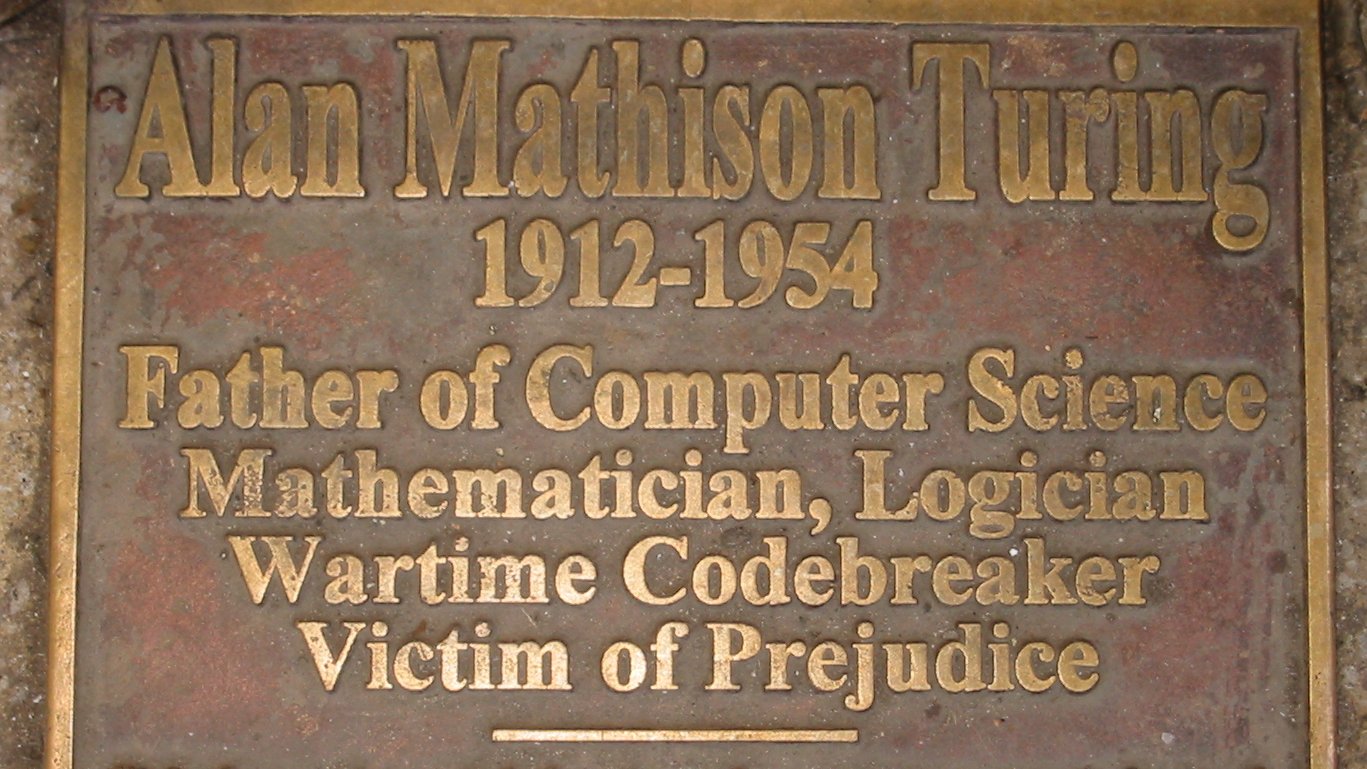 Alan Mathison Turing
1912-1954
Father of Computer Science
Mathematician, Logician
Wartime Codebreaker
Victim of Prejudice